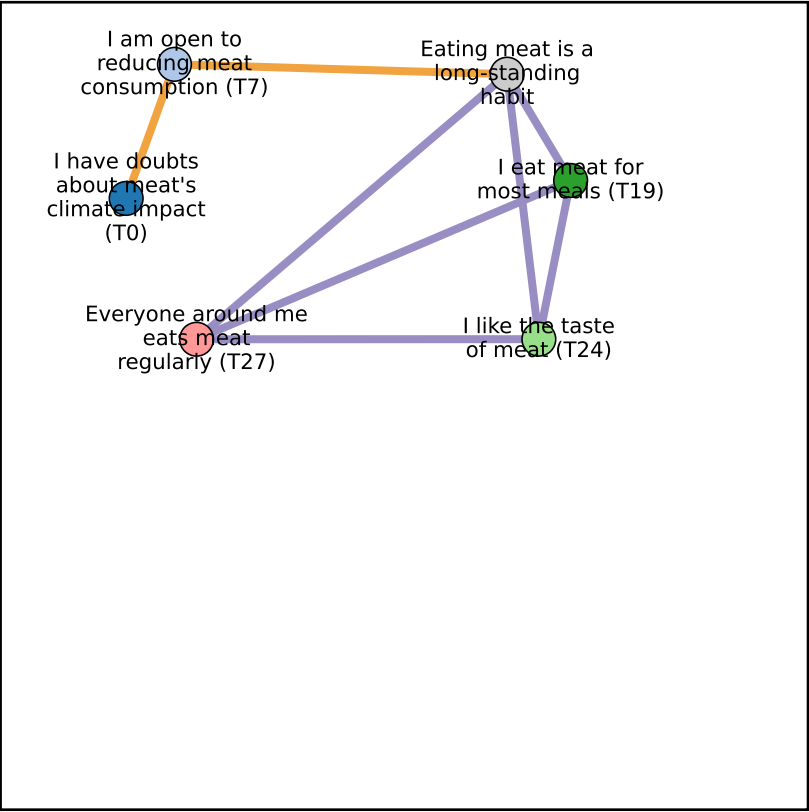 I am open to
reducing meat
consumption (T7)
Eating meat is a
long-standing
habit
I have doubts
about meat's
climate impact
(T0)
I eat meat for
most meals (T19)
Everyone around me
eats meat
regularly (T27)
I like the taste
of meat (T24)